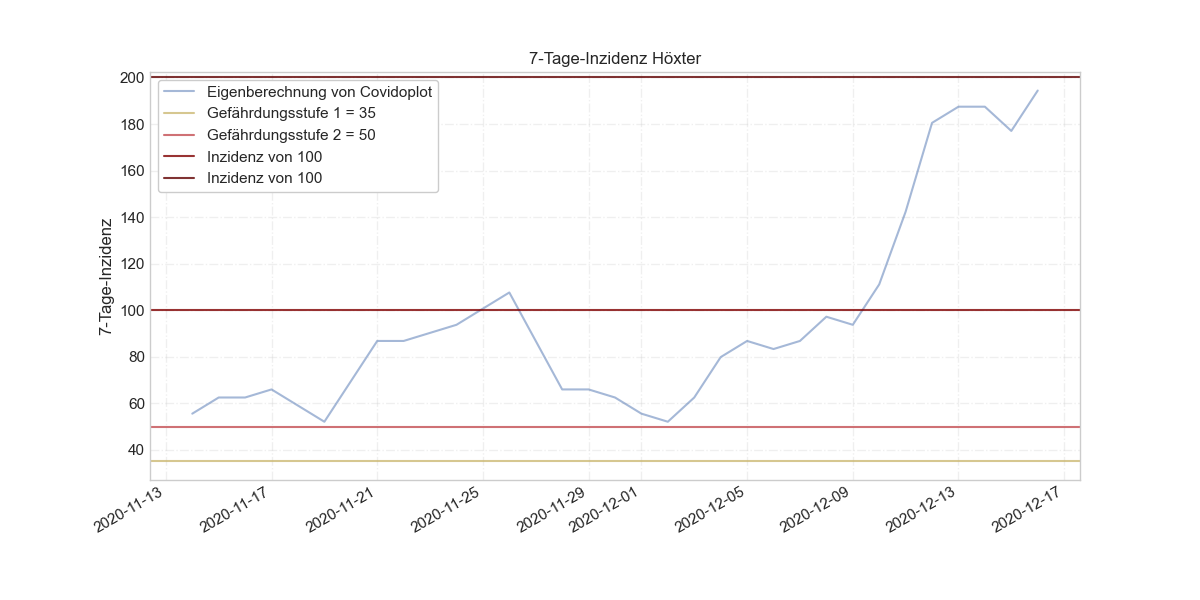 7-Tage-Inzidenz Höxter
Eigenberechnung von Covidoplot
Gefährdungsstufe 1 = 35
Gefährdungsstufe 2 = 50
Inzidenz von 100
Inzidenz von 100
7-Tage-Inzidenz
200
180
160
140
120
100
80
60
40
2020-11-13
2020-11-17
2020-11-21
2020-11-25
2020-11-29
2020-12-01
2020-12-05
2020-12-09
2020-12-13
2020-12-17